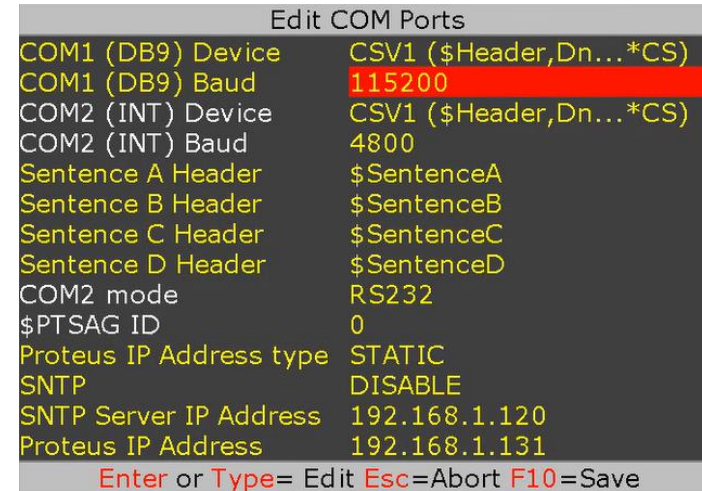 Edit COM Ports
COM1 (DB9) Device CSV1 ($Header,Dn...*CS)
COM1 (DB9) Baud 115200
COM2 (INT) Device CSV1 ($Header,Dn...*CS)
COM2 (INT) Baud 4800
Sentence A Header $SentenceA
Sentence B Header $SentenceB
Sentence C Header $SentenceC
Sentence D Header $SentenceD
COM2 mode RS232
$PTSAG ID 0
Proteus IP Address type STATIC
SNTP DISABLE
SNTP Server IP Address 192.168.1.120
Proteus IP Address 192.168.1.131
Enter or Type= Edit Esc=Abort F10=Save